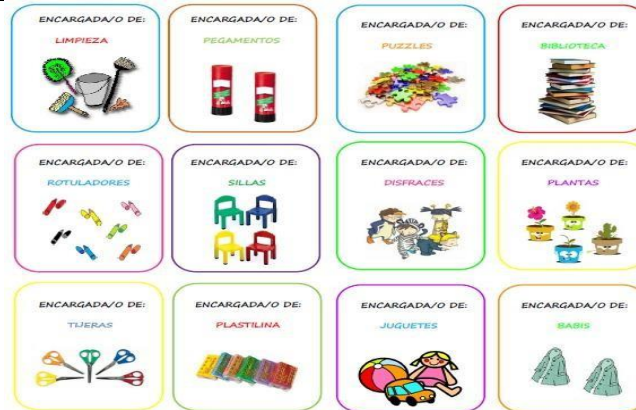 ENCARGADA/O DE:
LIMPIEZA
ENCARGADA/O DE:
PEGAMENTOS
ENCARGADA/O DE:
PUZZLES
ENCARGADA/O DE:
BIBLIOTECA
ENCARGADA/O DE:
ROTULADORES
ENCARGADA/O DE:
SILLAS
ENCARGADA/O DE:
DISFRACES
ENCARGADA/O DE:
PLANTAS
ENCARGADA/O DE:
TIJERAS
ENCARGADA/O DE:
PLASTILINA
ENCARGADA/O DE:
JUGUETES
ENCARGADA/O DE:
BABIS